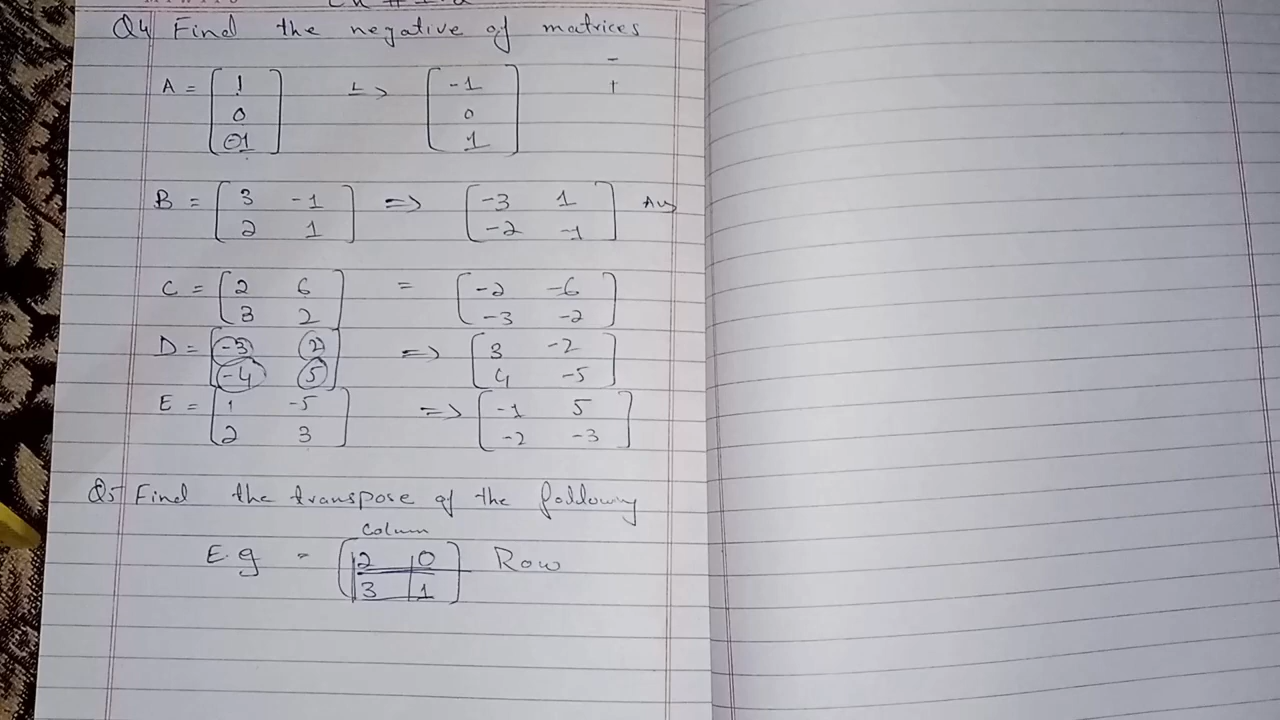 Q4 Find the negative of matrices
A = [ 1 => [ -1
0 0
01 ] 1 ]
- +
B = [ 3 -1 => [ -3 1 Ans
2 1 ] -2 -1 ]
C = [ 2 6 = [ -2 -6
3 2 ] -3 -2 ]
D = [ -3 2 => [ 3 -2
-4 5 ] 4 -5 ]
E = [ 1 -5 => [ -1 5
2 3 ] -2 -3 ]
Q5 Find the transpose of the following
Colum
E.g = [ 2 0 Row
3 1 ]